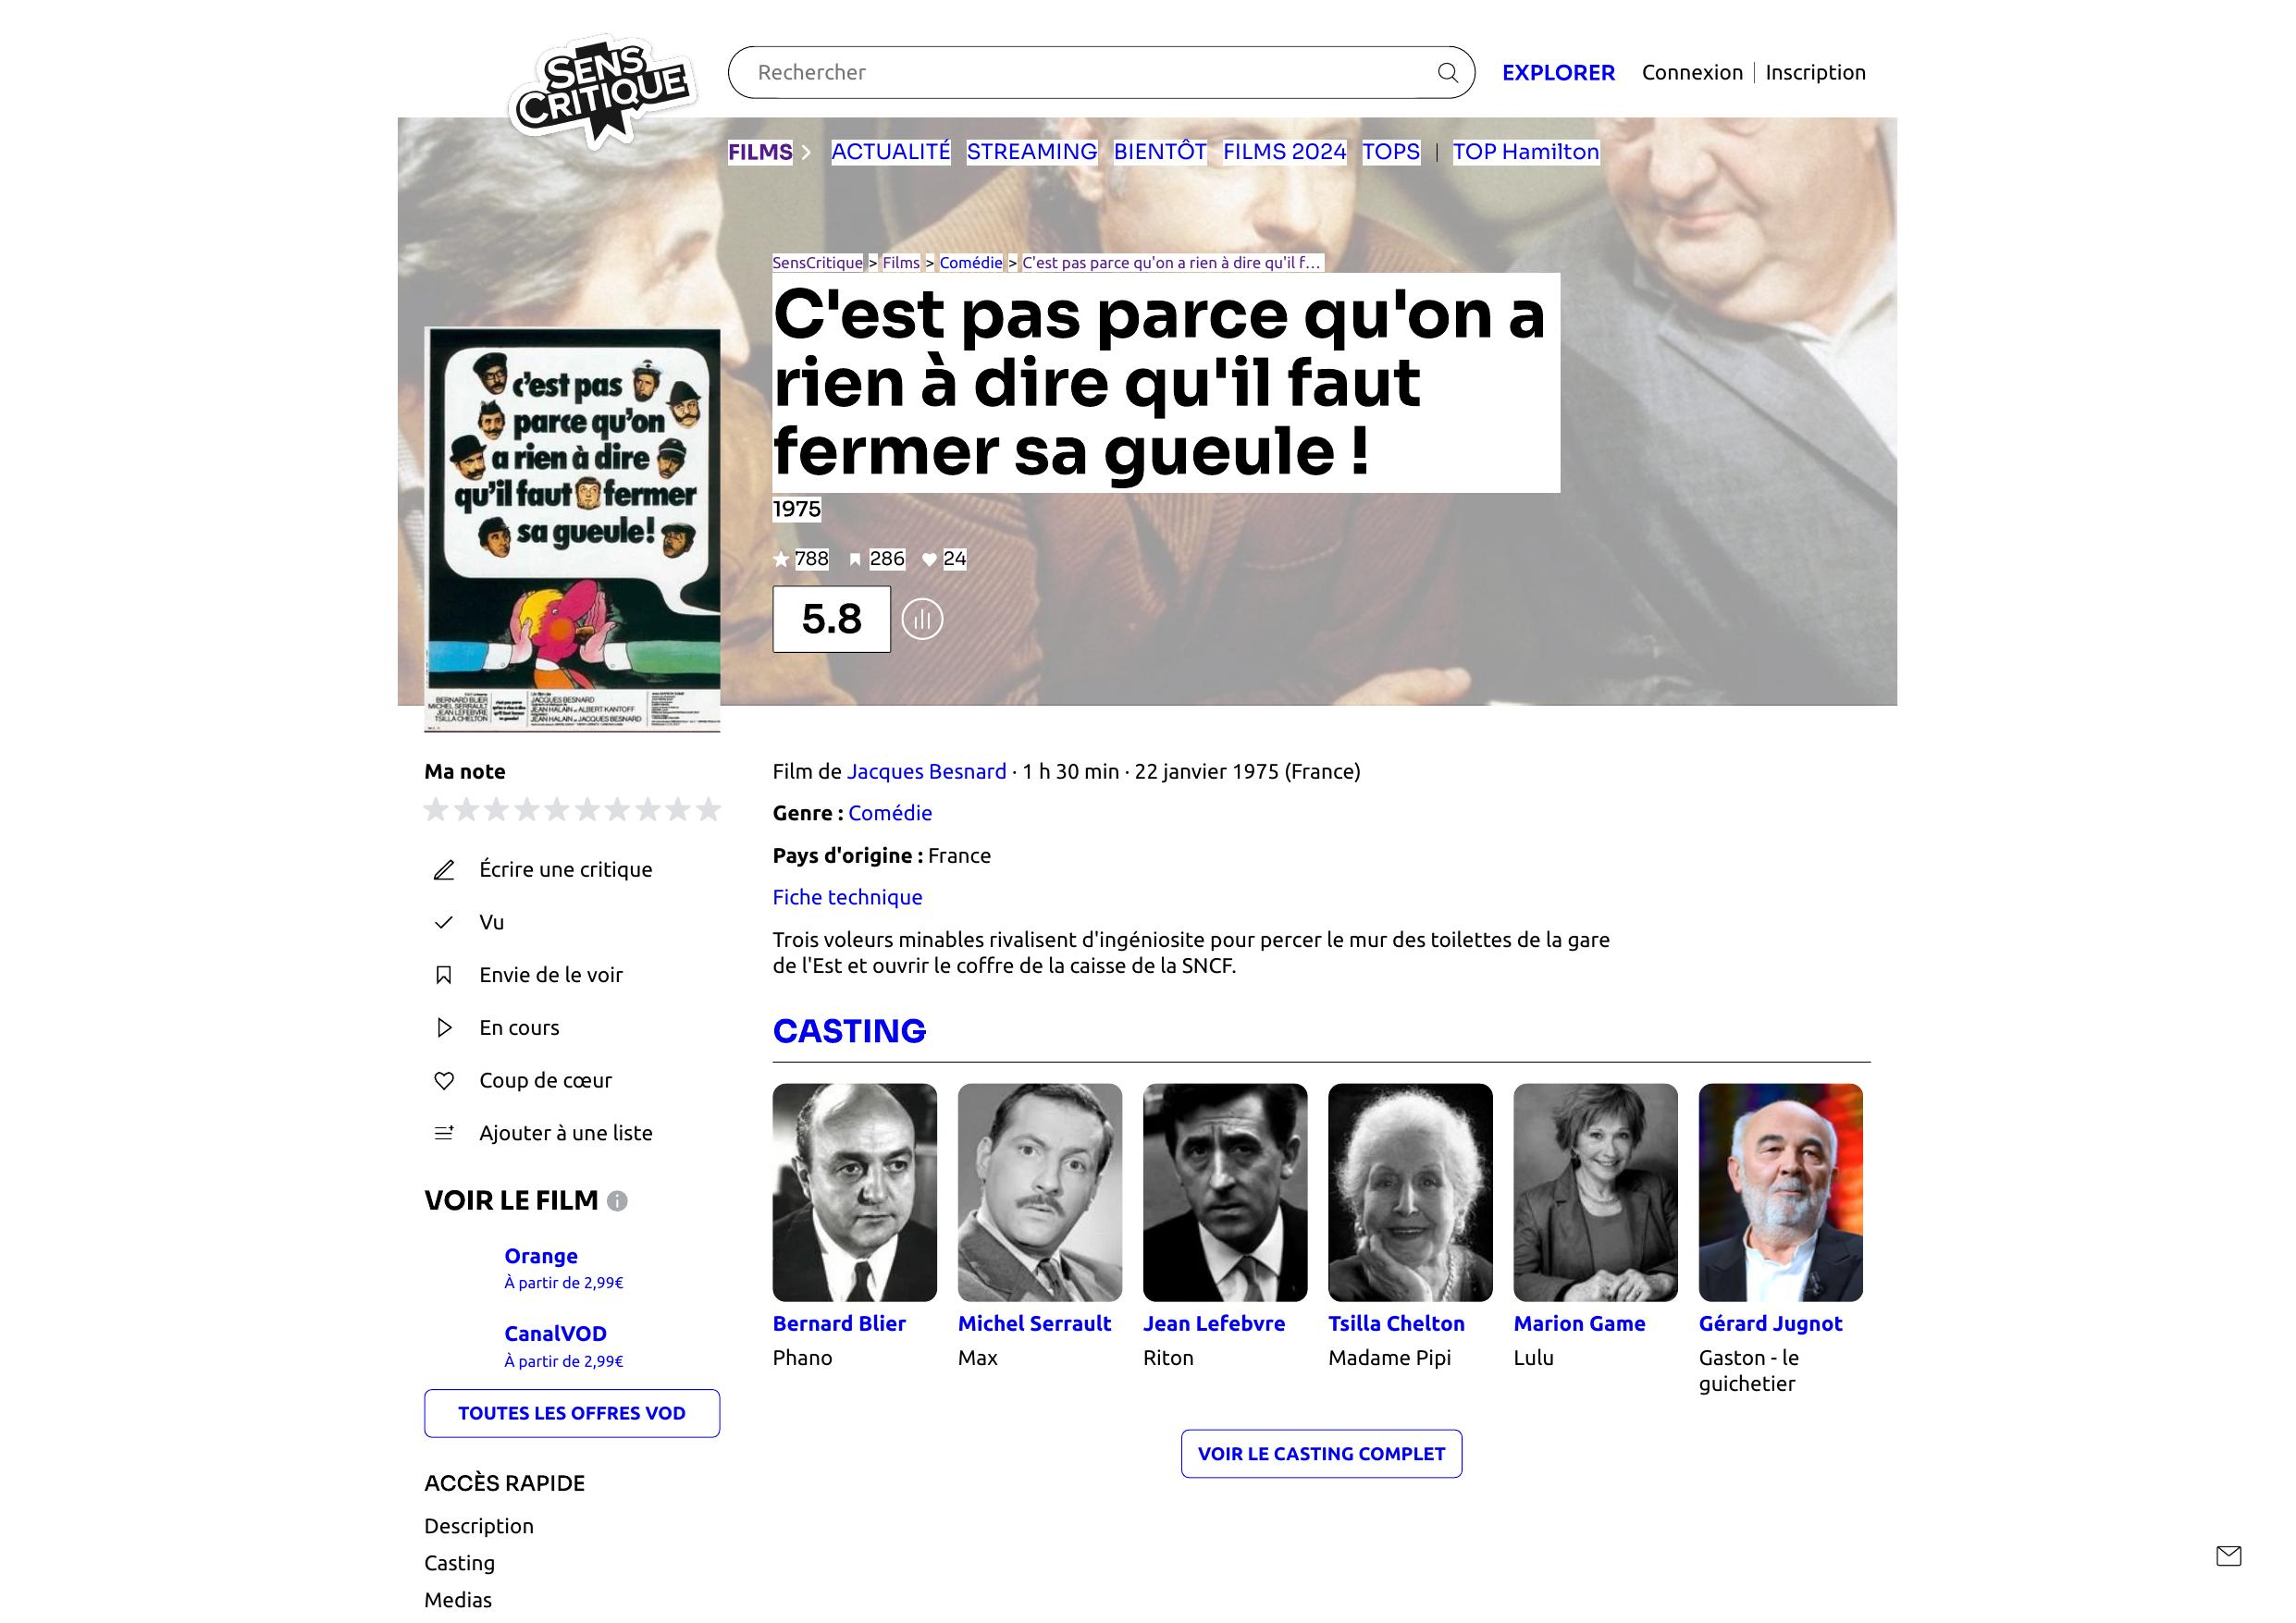 SENS
CRITIQUE
Rechercher
EXPLORER
Connexion
Inscription
FILMS
ACTUALITÉ
STREAMING
BIENTÔT
FILMS 2024
TOPS
TOP Hamilton
SensCritique > Films > Comédie > C'est pas parce qu'on a rien à dire qu'il f...
C'est pas parce qu'on a
rien à dire qu'il faut
fermer sa gueule !
1975
788
286
24
5.8
c'est pas
parce qu'on
a rien à dire
qu'il faut fermer
sa gueule!
BERNARD BLIER
MICHEL SERRAULT
JEAN LEFEBVRE
TSILLA CHELTON
JACQUES BESNARD
JEAN HALAIN et ALBERT KANTOFF
JEAN HALAIN et JACQUES BESNARD
Ma note
Écrire une critique
Vu
Envie de le voir
En cours
Coup de cœur
Ajouter à une liste
VOIR LE FILM
Orange
À partir de 2,99€
CanalVOD
À partir de 2,99€
TOUTES LES OFFRES VOD
ACCÈS RAPIDE
Description
Casting
Medias
Film de Jacques Besnard · 1 h 30 min · 22 janvier 1975 (France)
Genre : Comédie
Pays d'origine : France
Fiche technique
Trois voleurs minables rivalisent d'ingéniosite pour percer le mur des toilettes de la gare
de l'Est et ouvrir le coffre de la caisse de la SNCF.
CASTING
Bernard Blier
Phano
Michel Serrault
Max
Jean Lefebvre
Riton
Tsilla Chelton
Madame Pipi
Marion Game
Lulu
Gérard Jugnot
Gaston - le
guichetier
VOIR LE CASTING COMPLET